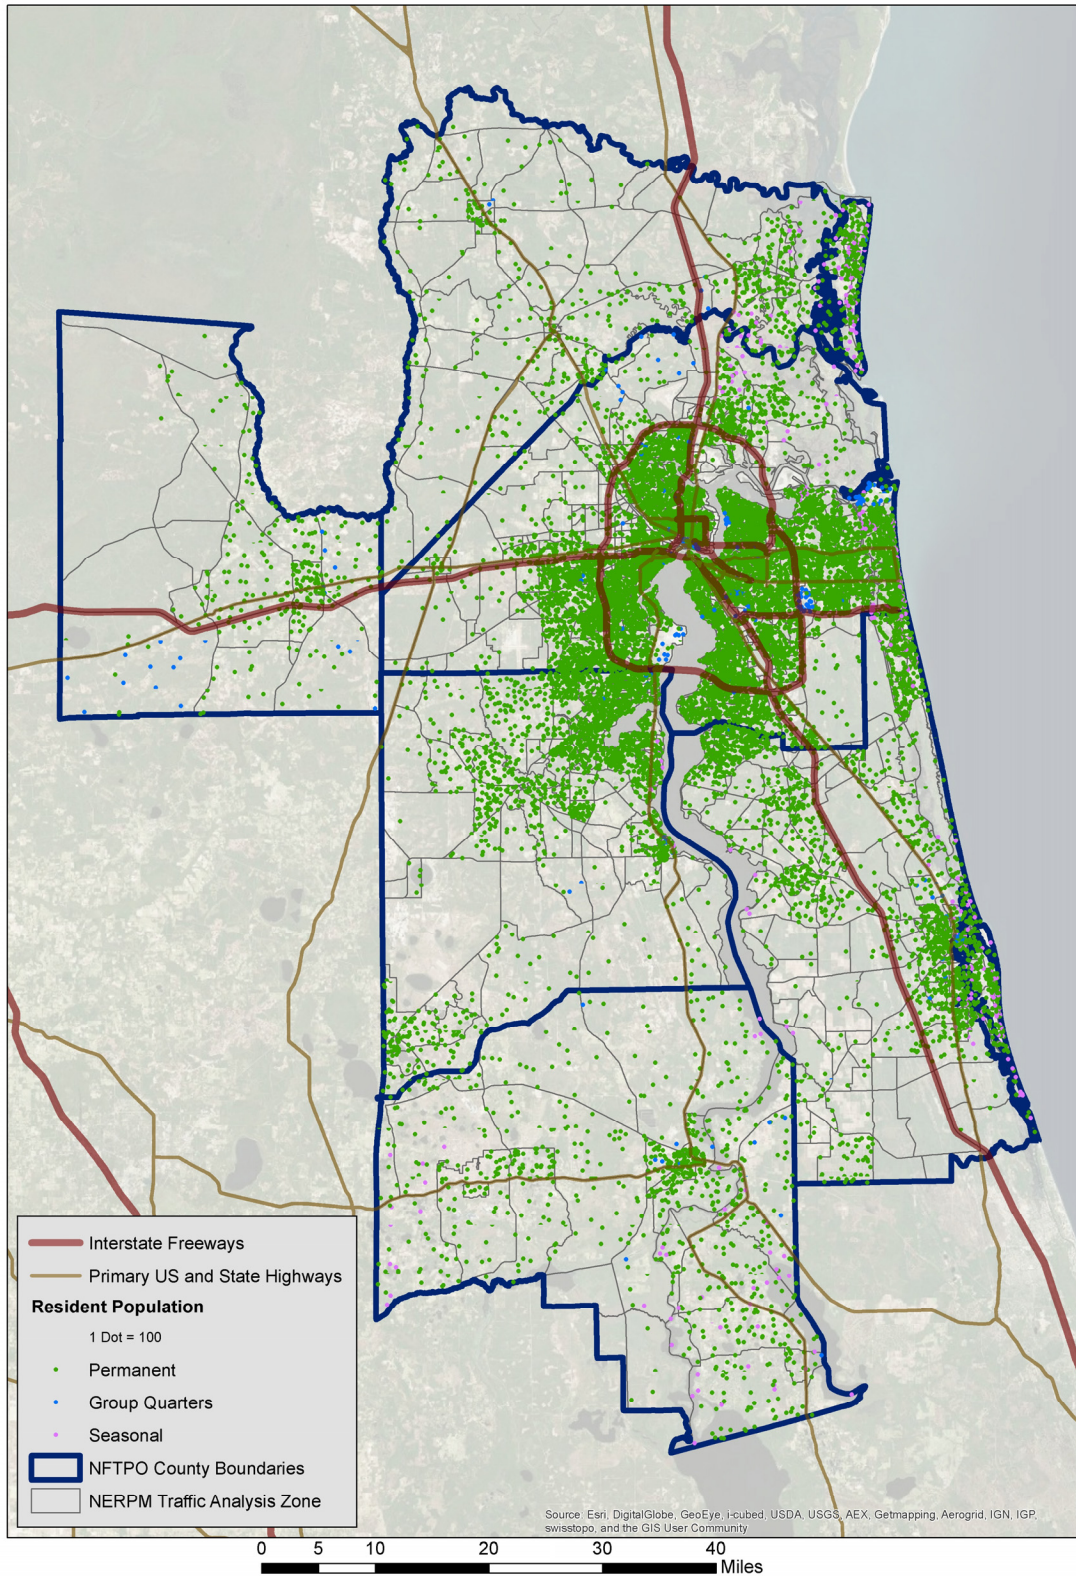 Interstate Freeways
Primary US and State Highways
Resident Population
1 Dot = 100
Permanent
Group Quarters
Seasonal
NFTPO County Boundaries
NERPM Traffic Analysis Zone
Source: Esri, DigitalGlobe, GeoEye, i-cubed, USDA, USGS, AEX, Getmapping, Aerogrid, IGN, IGP,
swisstopo, and the GIS User Community
0 5 10 20 30 40
Miles